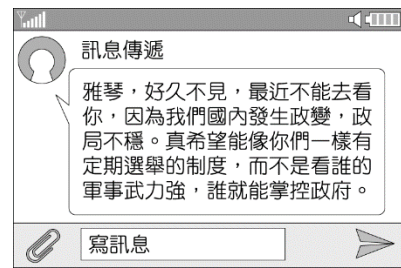 訊息傳遞
雅琴，好久不見，最近不能去看
你，因為我們國內發生政變，政
局不穩。真希望能像你們一樣有
定期選舉的制度，而不是看誰的
軍事武力強，誰就能掌控政府。
寫訊息